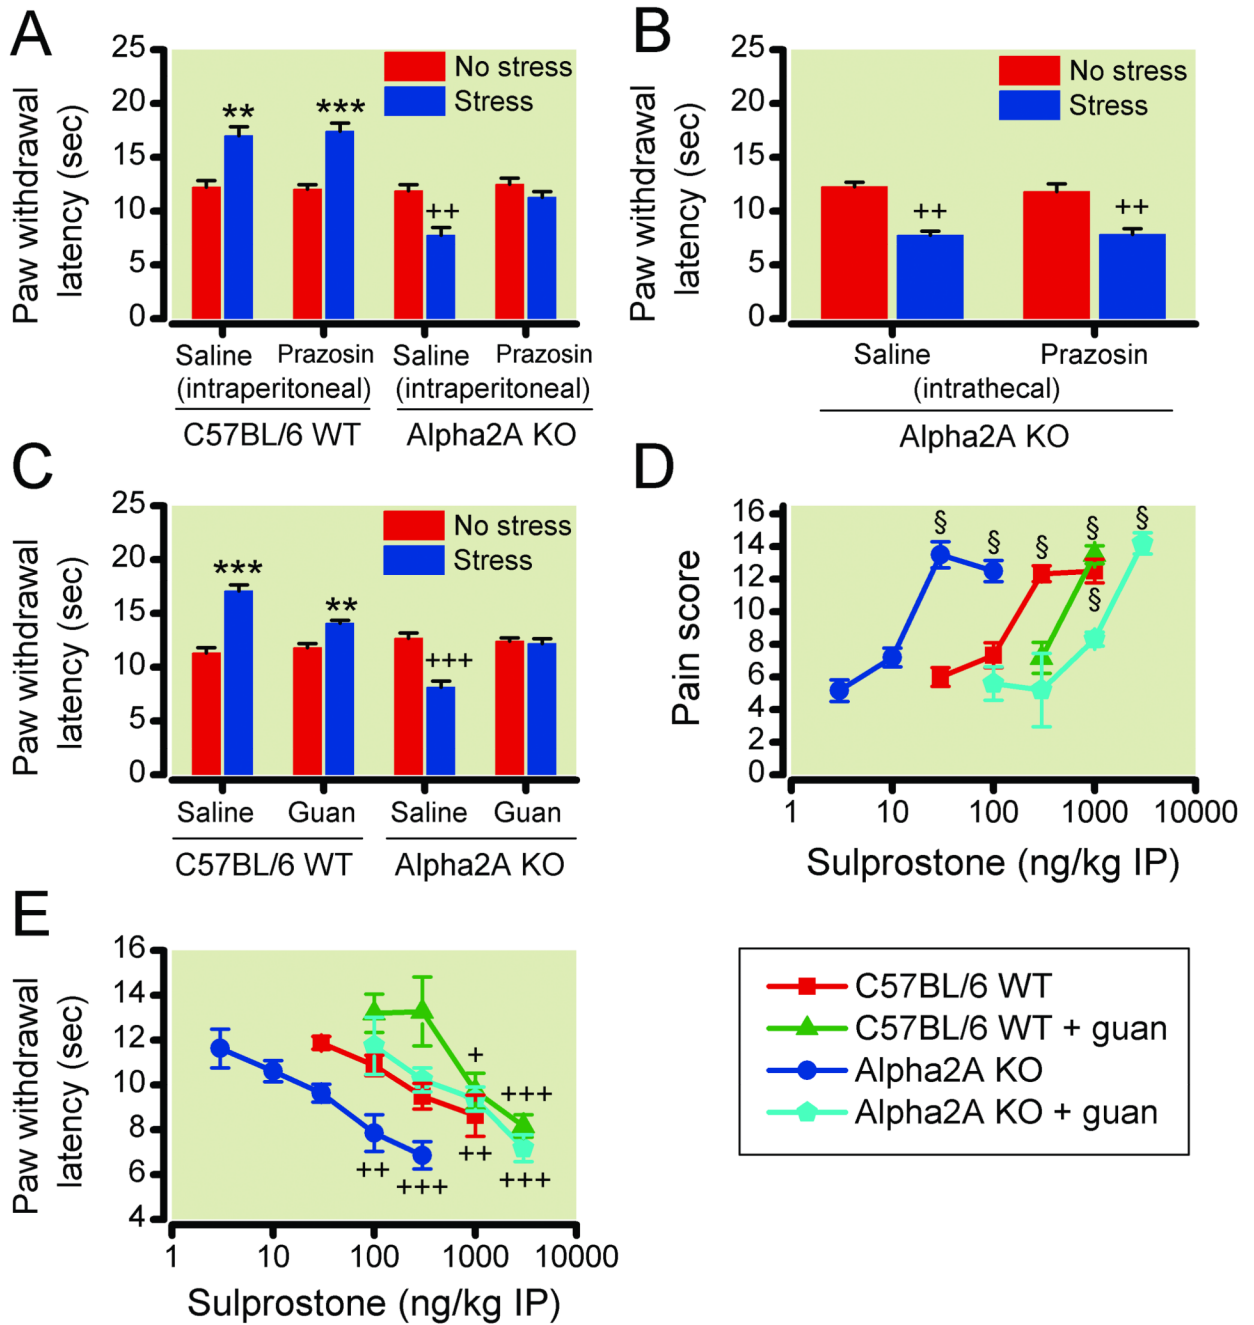 A
B
Paw withdrawal
latency (sec)
25
20
15
10
5
0
No stress
Stress
**
***
++
Saline
Prazosin
Saline
Prazosin
(intraperitoneal)
(intraperitoneal)
C57BL/6 WT
Alpha2A KO
Paw withdrawal
latency (sec)
25
20
15
10
5
0
No stress
Stress
++
++
Saline
Prazosin
(intrathecal)
Alpha2A KO
C
Paw withdrawal
latency (sec)
25
20
15
10
5
0
No stress
Stress
***
**
+++
Saline
Guan
Saline
Guan
C57BL/6 WT
Alpha2A KO
D
Pain score
16
14
12
10
8
6
4
2
0
§
§
§
§
§
§
1
10
100
1000
10000
Sulprostone (ng/kg IP)
E
Paw withdrawal
latency (sec)
16
14
12
10
8
6
4
+
+++
++
++
+++
+++
1
10
100
1000
10000
Sulprostone (ng/kg IP)
C57BL/6 WT
C57BL/6 WT + guan
Alpha2A KO
Alpha2A KO + guan